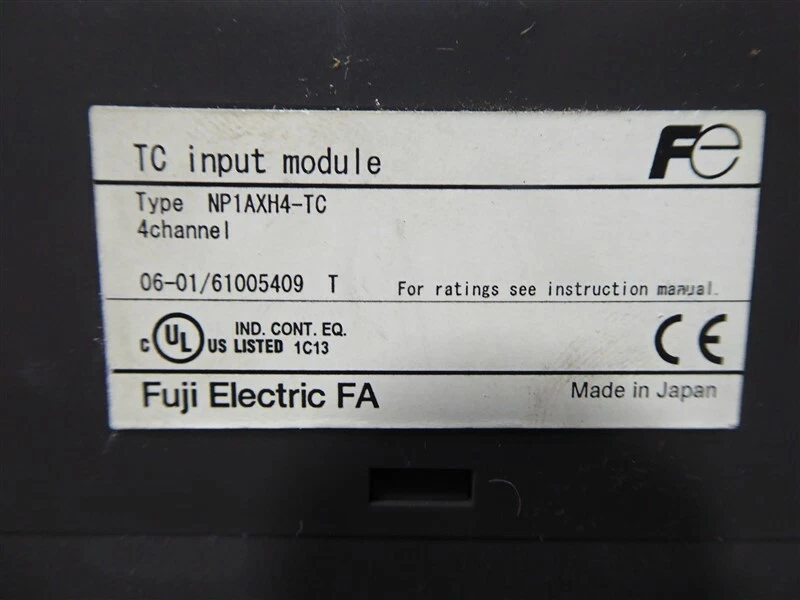 TC input module
Fe
Type NP1AXH4-TC
4channel
06-01/61005409 T
For ratings see instruction manual.
c UL US IND. CONT. EQ.
LISTED 1C13
CE
Fuji Electric FA
Made in Japan